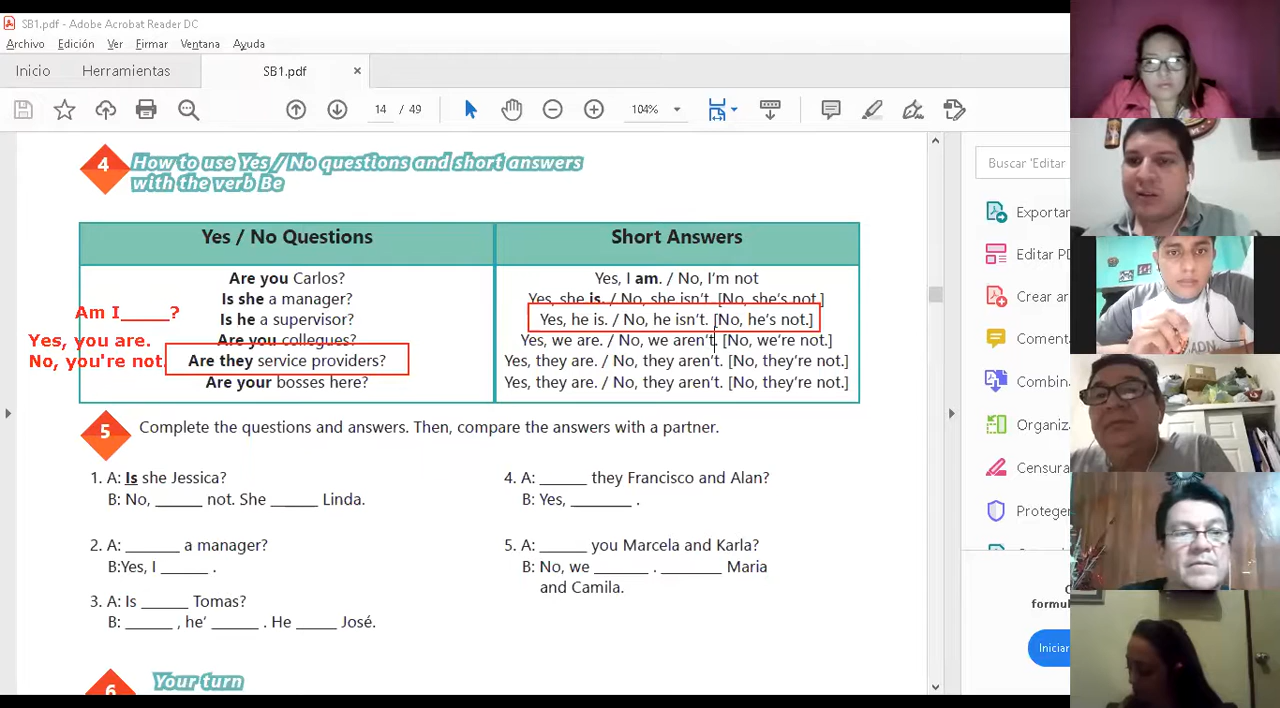 SB1.pdf - Adobe Acrobat Reader DC
Archivo Edición Ver Firmar Ventana Ayuda
Inicio Herramientas SB1.pdf ×
14 / 49 104%
4 How to use Yes / No questions and short answers
with the verb Be
Yes / No Questions Short Answers
Are you Carlos? Yes, I am. / No, I'm not
Is she a manager? Yes, she is. / No, she isn't. [No, she's not.]
Am I_____?
Is he a supervisor? Yes, he is. / No, he isn't. [No, he's not.]
Yes, you are.
Are you collegues? Yes, we are. / No, we aren't. [No, we're not.]
No, you're not.
Are they service providers? Yes, they are. / No, they aren't. [No, they're not.]
Are your bosses here? Yes, they are. / No, they aren't. [No, they're not.]
5 Complete the questions and answers. Then, compare the answers with a partner.
1. A: Is she Jessica?
B: No, ______ not. She ______ Linda.
2. A: _______ a manager?
B:Yes, I ______ .
3. A: Is ______ Tomas?
B: ______ , he' ______ . He _____ José.
4. A: ______ they Francisco and Alan?
B: Yes, ________ .
5. A: ______ you Marcela and Karla?
B: No, we _______ . ________ Maria
and Camila.
6 Your turn
Buscar 'Editar
Exportar
Editar PD
Crear ar
Comenta
Combin
Organiz
Censura
Proteger
formul
Iniciar